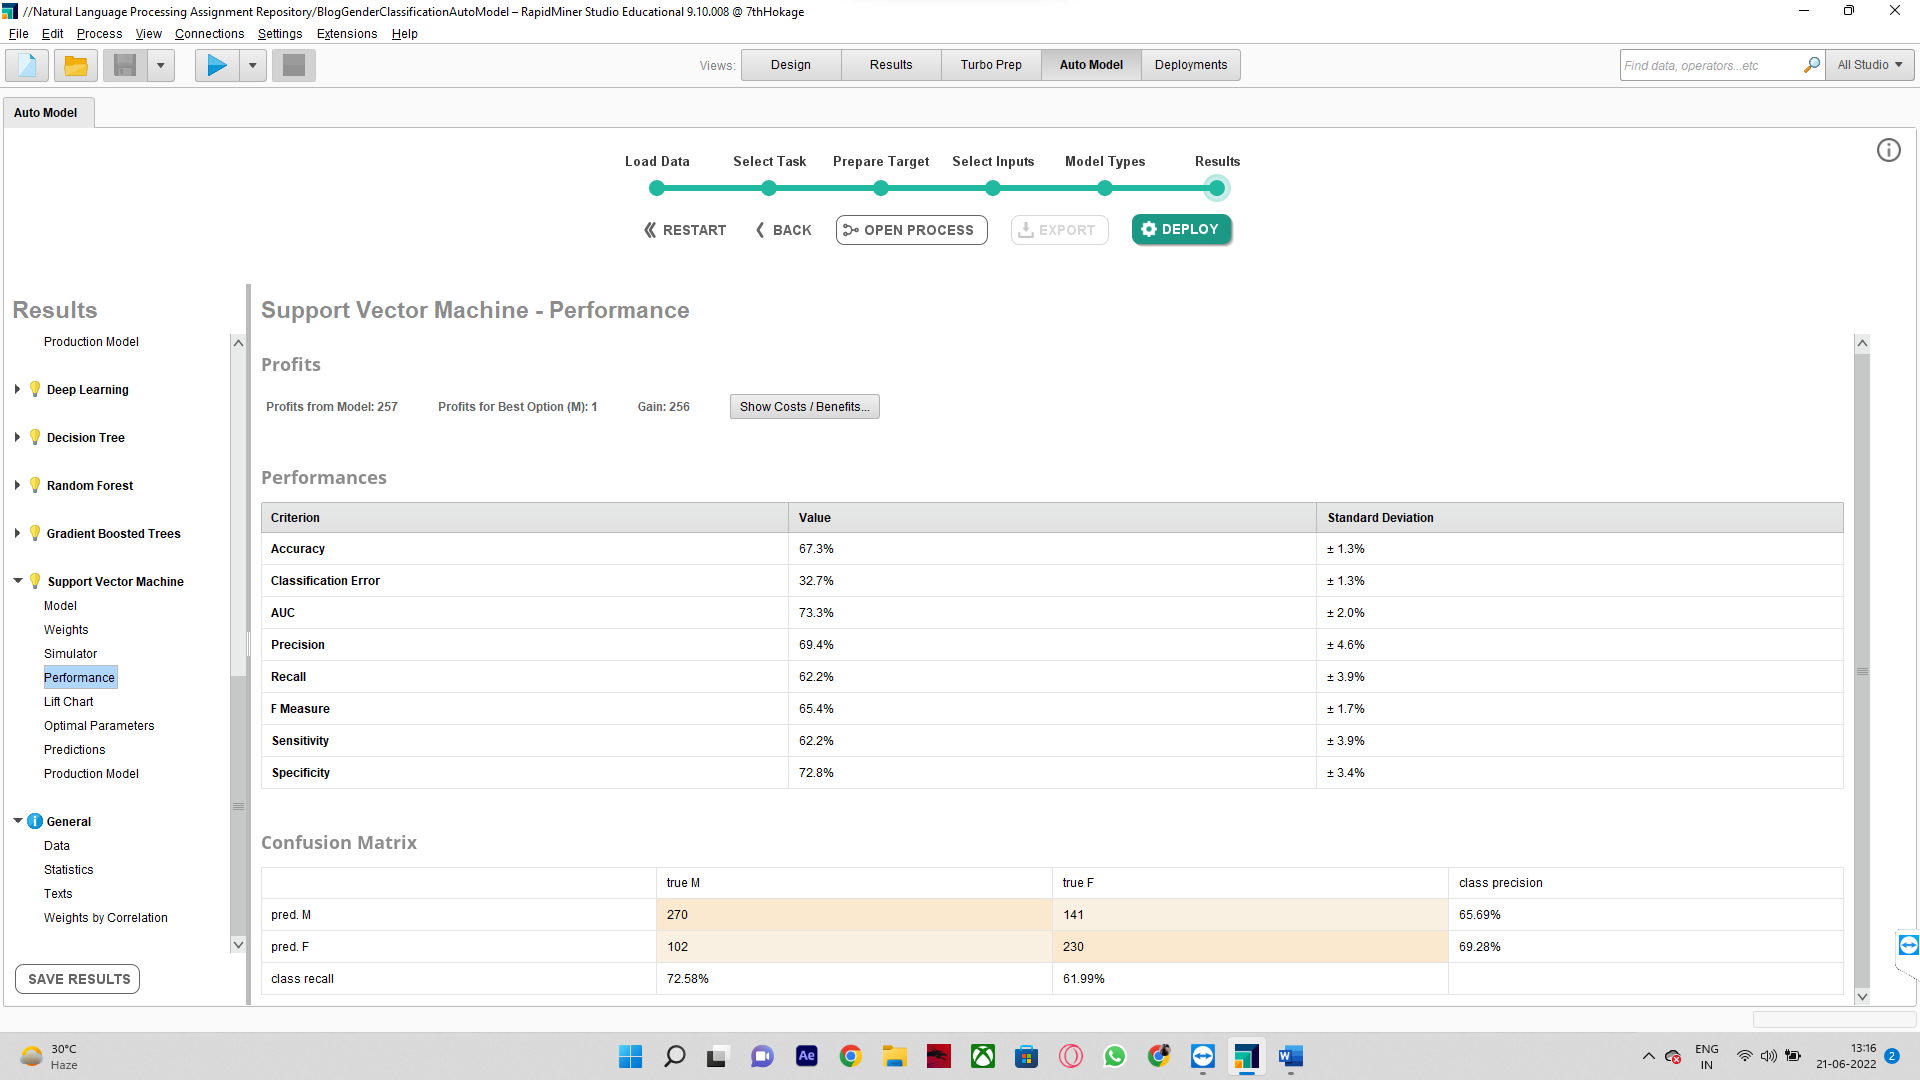 //Natural Language Processing Assignment Repository/BlogGenderClassificationAutoModel – RapidMiner Studio Educational 9.10.008 @ 7thHokage
File Edit Process View Connections Settings Extensions Help
Views: Design Results Turbo Prep Auto Model Deployments
Find data, operators...etc All Studio
Auto Model
Load Data Select Task Prepare Target Select Inputs Model Types Results
RESTART BACK OPEN PROCESS EXPORT DEPLOY
Results
Production Model
Deep Learning
Decision Tree
Random Forest
Gradient Boosted Trees
Support Vector Machine
Model
Weights
Simulator
Performance
Lift Chart
Optimal Parameters
Predictions
Production Model
General
Data
Statistics
Texts
Weights by Correlation
SAVE RESULTS
Support Vector Machine - Performance
Profits
Profits from Model: 257 Profits for Best Option (M): 1 Gain: 256 Show Costs / Benefits...
Performances
Criterion Value Standard Deviation
Accuracy 67.3% ± 1.3%
Classification Error 32.7% ± 1.3%
AUC 73.3% ± 2.0%
Precision 69.4% ± 4.6%
Recall 62.2% ± 3.9%
F Measure 65.4% ± 1.7%
Sensitivity 62.2% ± 3.9%
Specificity 72.8% ± 3.4%
Confusion Matrix
true M true F class precision
pred. M 270 141 65.69%
pred. F 102 230 69.28%
class recall 72.58% 61.99%
30°C
Haze
Ae
W
ENG
IN
13:16
21-06-2022
2